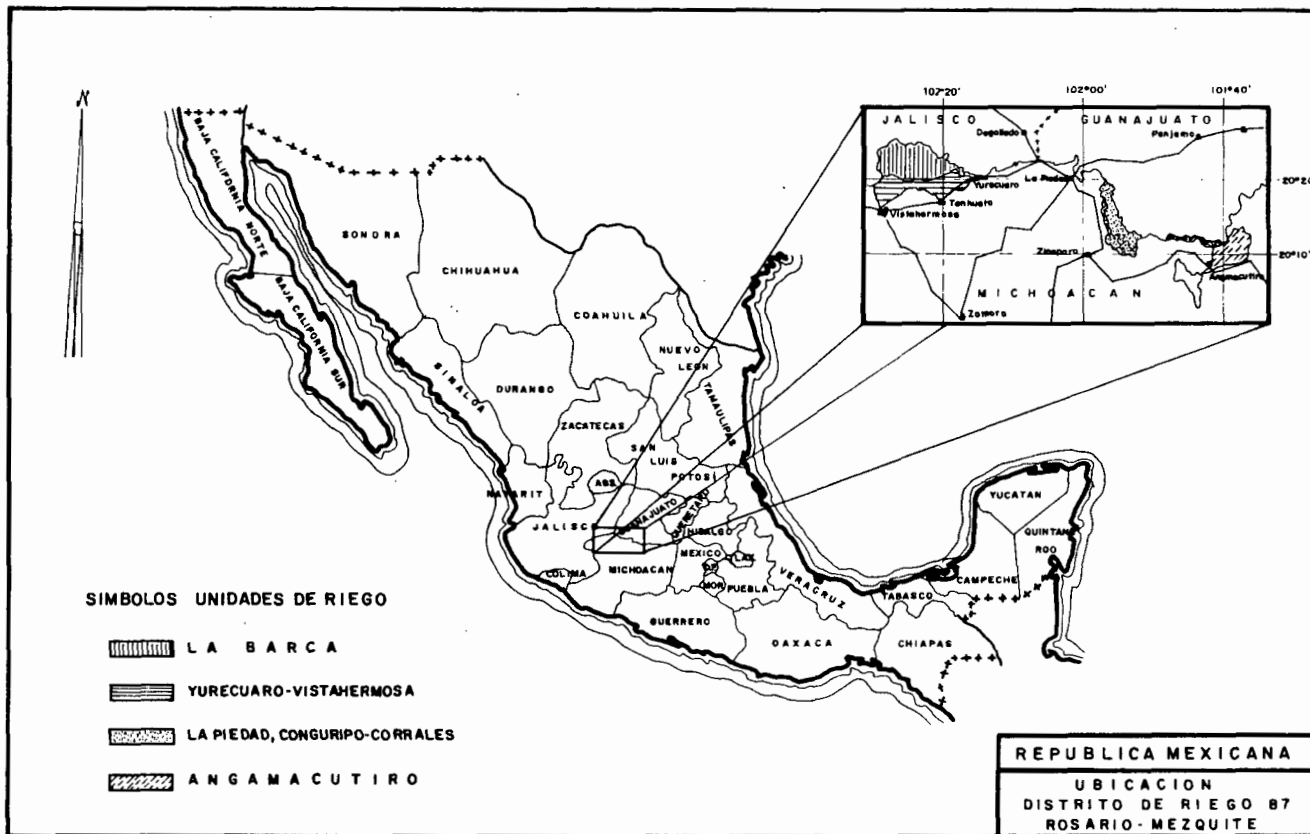 N
BAJA CALIFORNIA NORTE
BAJA CALIFORNIA SUR
SONORA
CHIHUAHUA
COAHUILA
NUEVO
LEON
TAMAULIPAS
SINALOA
DURANGO
ZACATECAS
SAN
LUIS
POTOSÍ
AGS.
NAYARIT
JALISCO
GUANAJUATO
QUERETARO
HIDALGO
COLIMA
MICHOACAN
MEXICO
D.F.
TLAX.
MOR.
PUEBLA
VERACRUZ
GUERRERO
OAXACA
TABASCO
CHIAPAS
CAMPECHE
YUCATAN
QUINTANA
ROO
102°20'
102°00'
101°40'
JALISCO
GUANAJUATO
Degollado
Penjamo
20°20'
La Piedad
Yurecuaro
Tanhuato
Vistahermosa
Zinaparo
20°10'
Angamacutiro
MICHOACAN
Zamora
SIMBOLOS UNIDADES DE RIEGO
LA BARCA
YURECUARO-VISTAHERMOSA
LA PIEDAD, CONGURIPO-CORRALES
ANGAMACUTIRO
REPUBLICA MEXICANA
UBICACION
DISTRITO DE RIEGO 87
ROSARIO-MEZQUITE